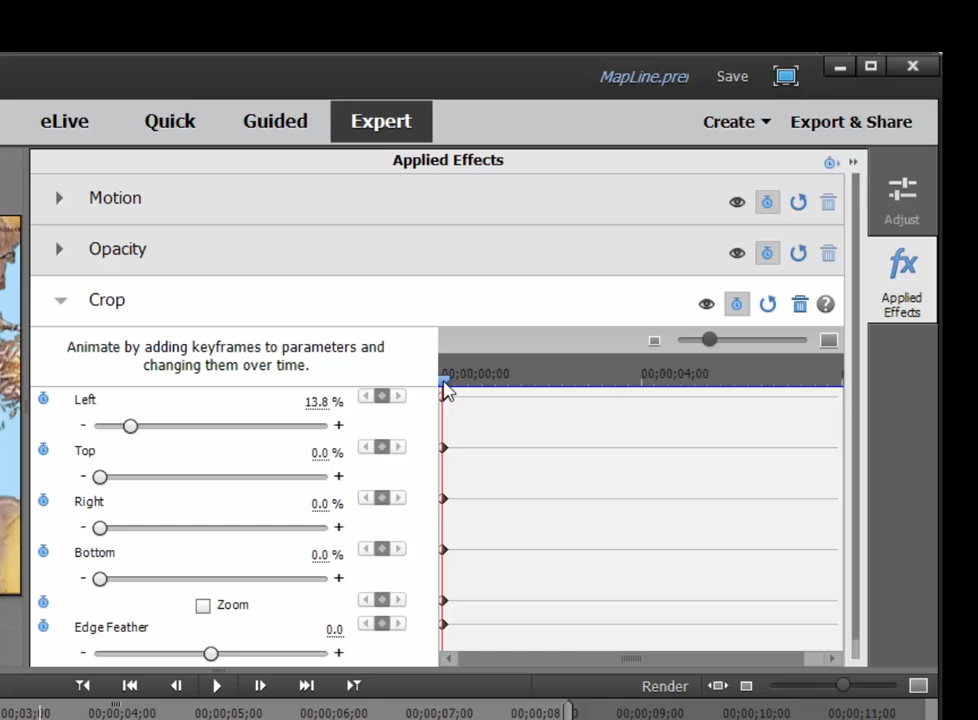 MapLine.prel Save
eLive Quick Guided Expert Create Export & Share
Applied Effects
Motion
Adjust
Opacity
Applied
Effects
Crop
Animate by adding keyframes to parameters and
changing them over time.
00;00;00;00 00;00;04;00
Left 13.8 %
- +
Top 0.0 %
- +
Right 0.0 %
- +
Bottom 0.0 %
- +
Zoom
Edge Feather 0.0
- +
Render
00;00;04;00 00;00;05;00 00;00;06;00 00;00;07;00 00;00;09;00 00;00;10;00 00;00;11;00